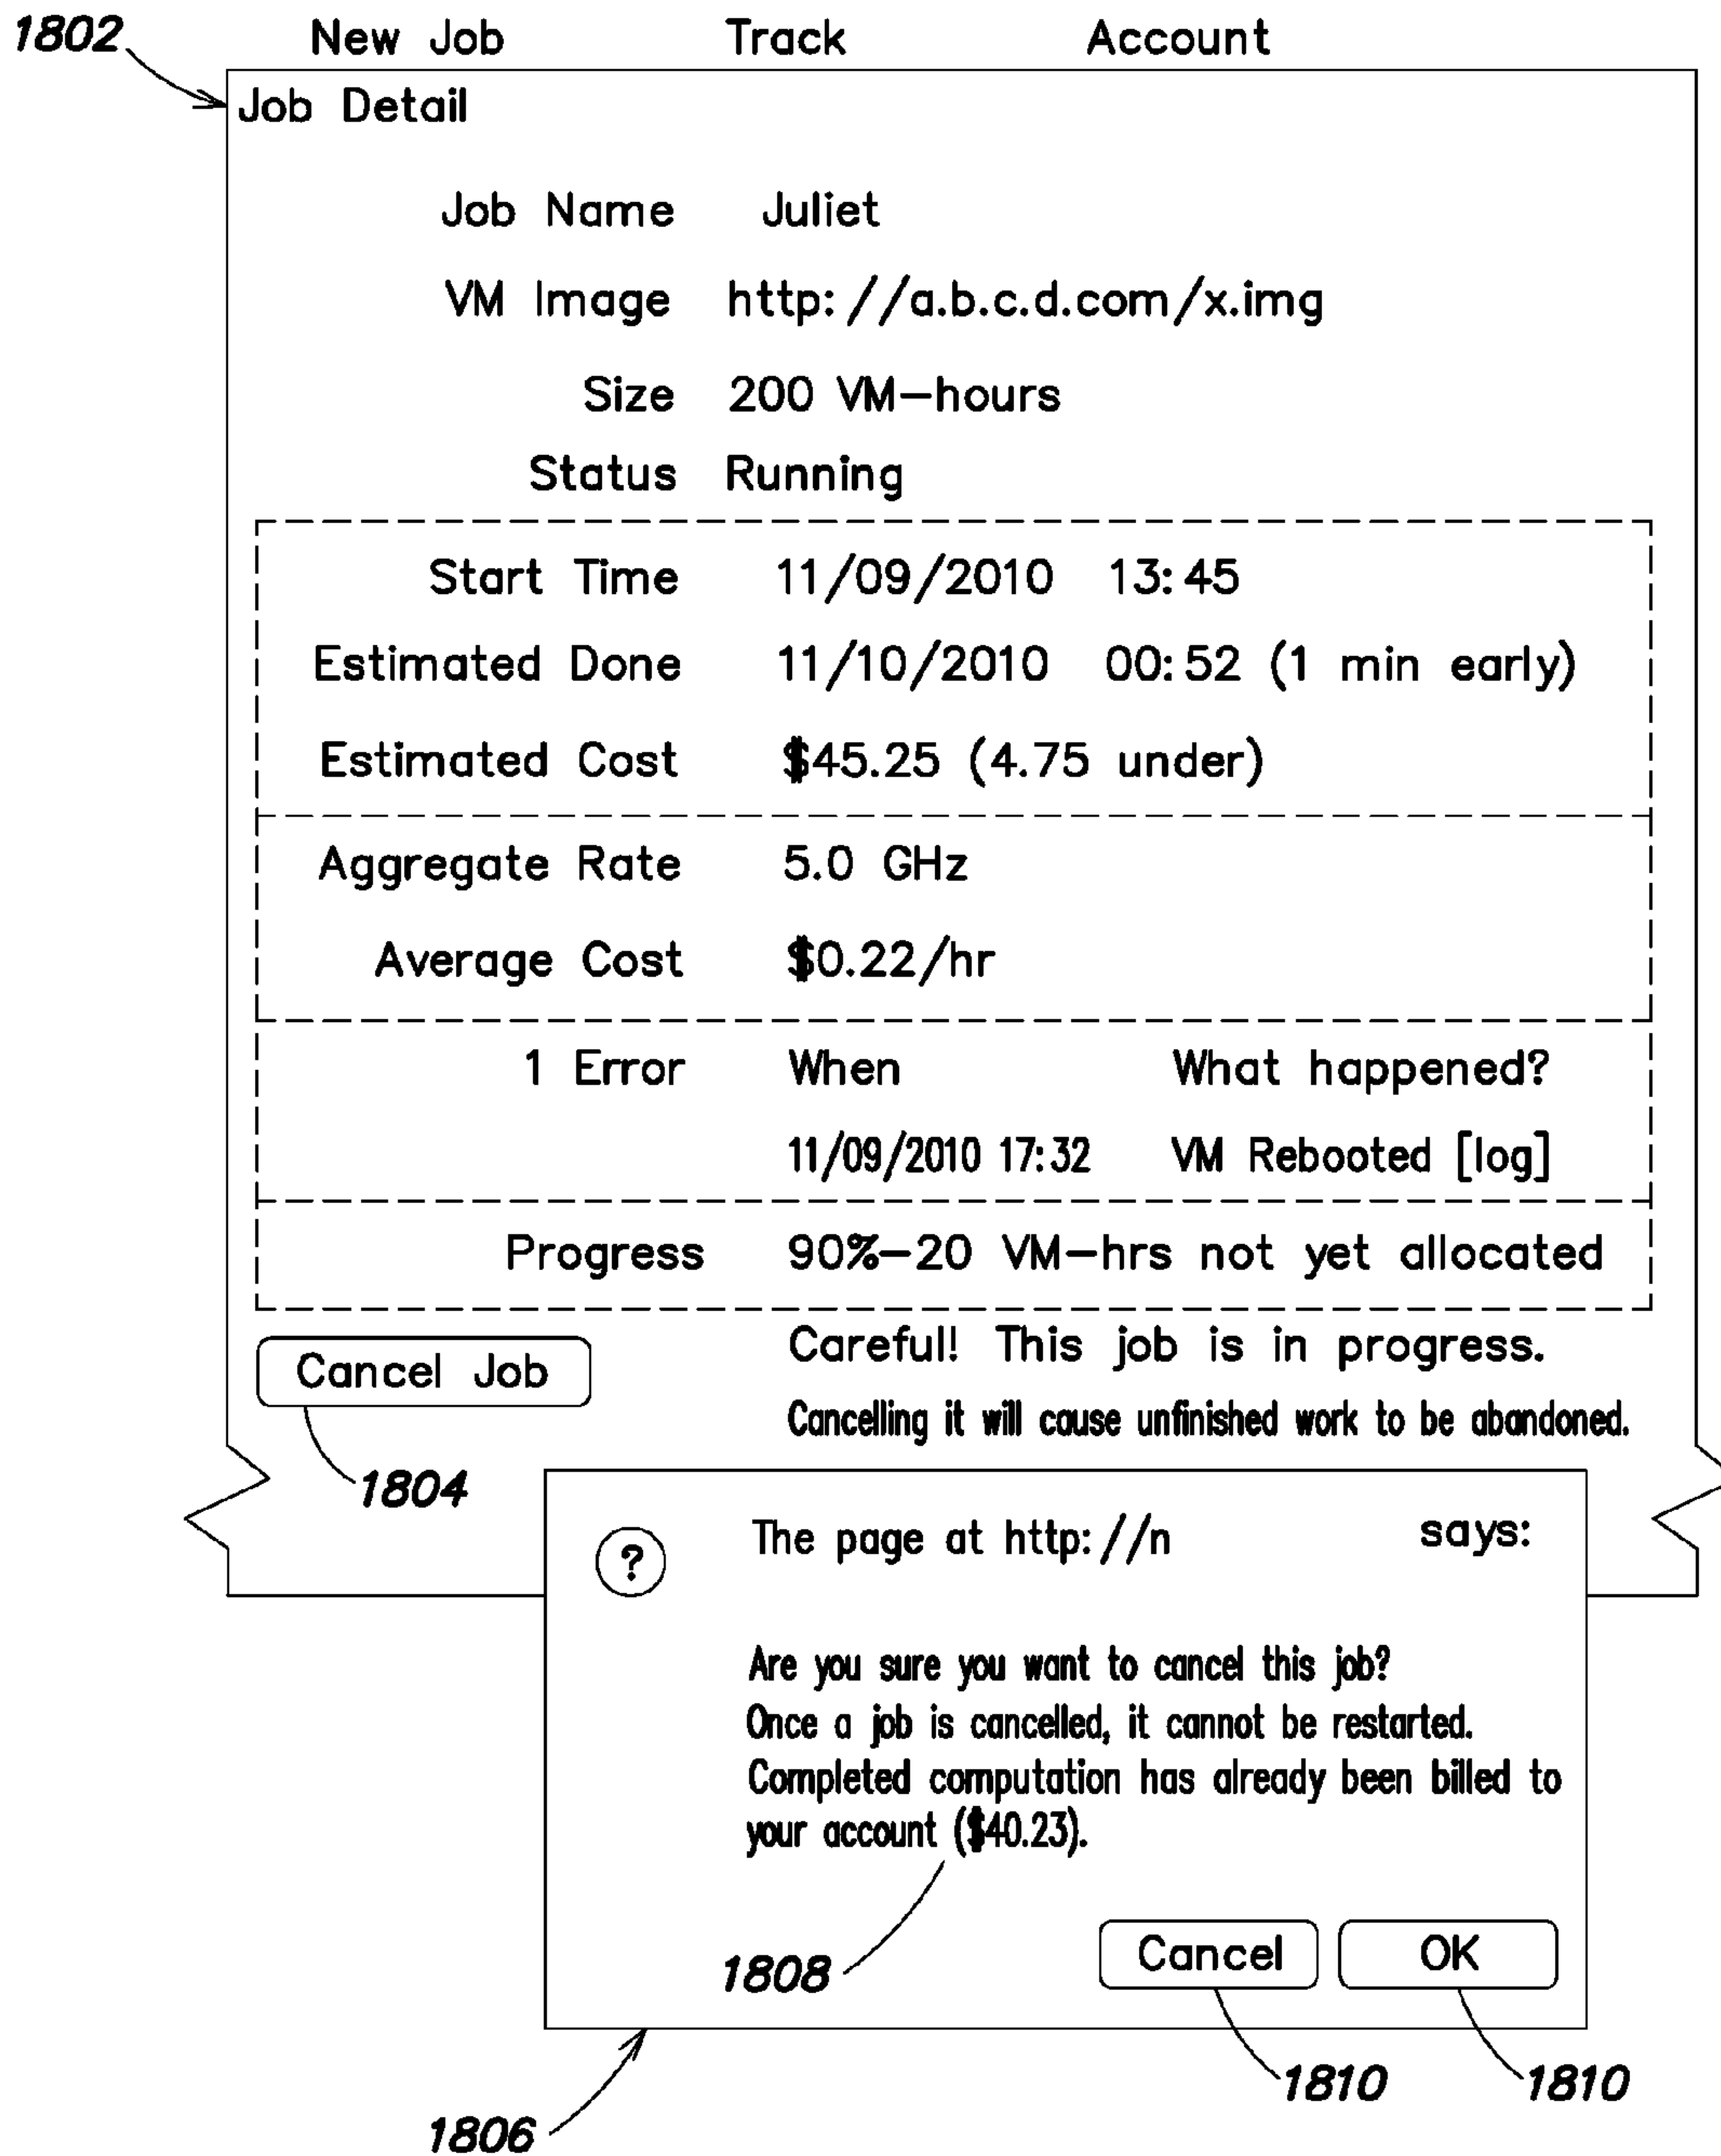 1802 New Job Track Account
Job Detail
Job Name Juliet
VM Image http://a.b.c.d.com/x.img
Size 200 VM-hours
Status Running
Start Time 11/09/2010 13:45
Estimated Done 11/10/2010 00:52 (1 min early)
Estimated Cost $45.25 (4.75 under)
Aggregate Rate 5.0 GHz
Average Cost $0.22/hr
1 Error When What happened?
11/09/2010 17:32 VM Rebooted [log]
Progress 90%-20 VM-hrs not yet allocated
Cancel Job Careful! This job is in progress.
Cancelling it will cause unfinished work to be abandoned.
1804
? The page at http://n says:
Are you sure you want to cancel this job?
Once a job is cancelled, it cannot be restarted.
Completed computation has already been billed to
your account ($40.23).
1808 Cancel OK
1810 1810
1806